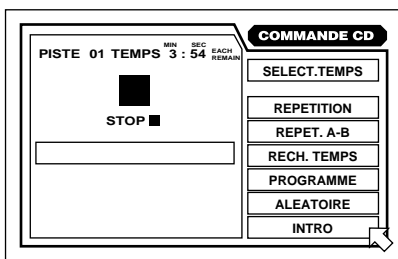 COMMANDE CD
PISTE 01 TEMPS MIN 3 : SEC 54 EACH REMAIN
SELECT.TEMPS
STOP
REPETITION
REPET. A-B
RECH. TEMPS
PROGRAMME
ALEATOIRE
INTRO